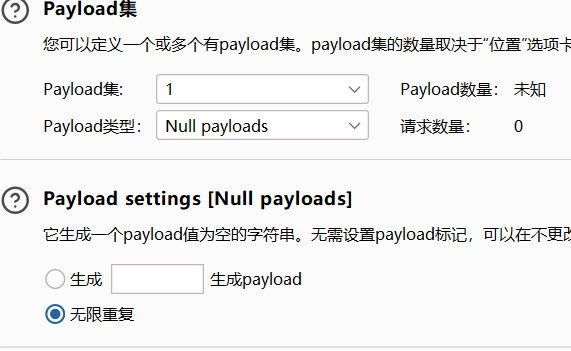 Payload集
您可以定义一个或多个有payload集。payload集的数量取决于“位置”选项卡
Payload集: 1 Payload数量: 未知
Payload类型: Null payloads 请求数量: 0
Payload settings [Null payloads]
它生成一个payload值为空的字符串。无需设置payload标记，可以在不更改
生成 生成payload
无限重复